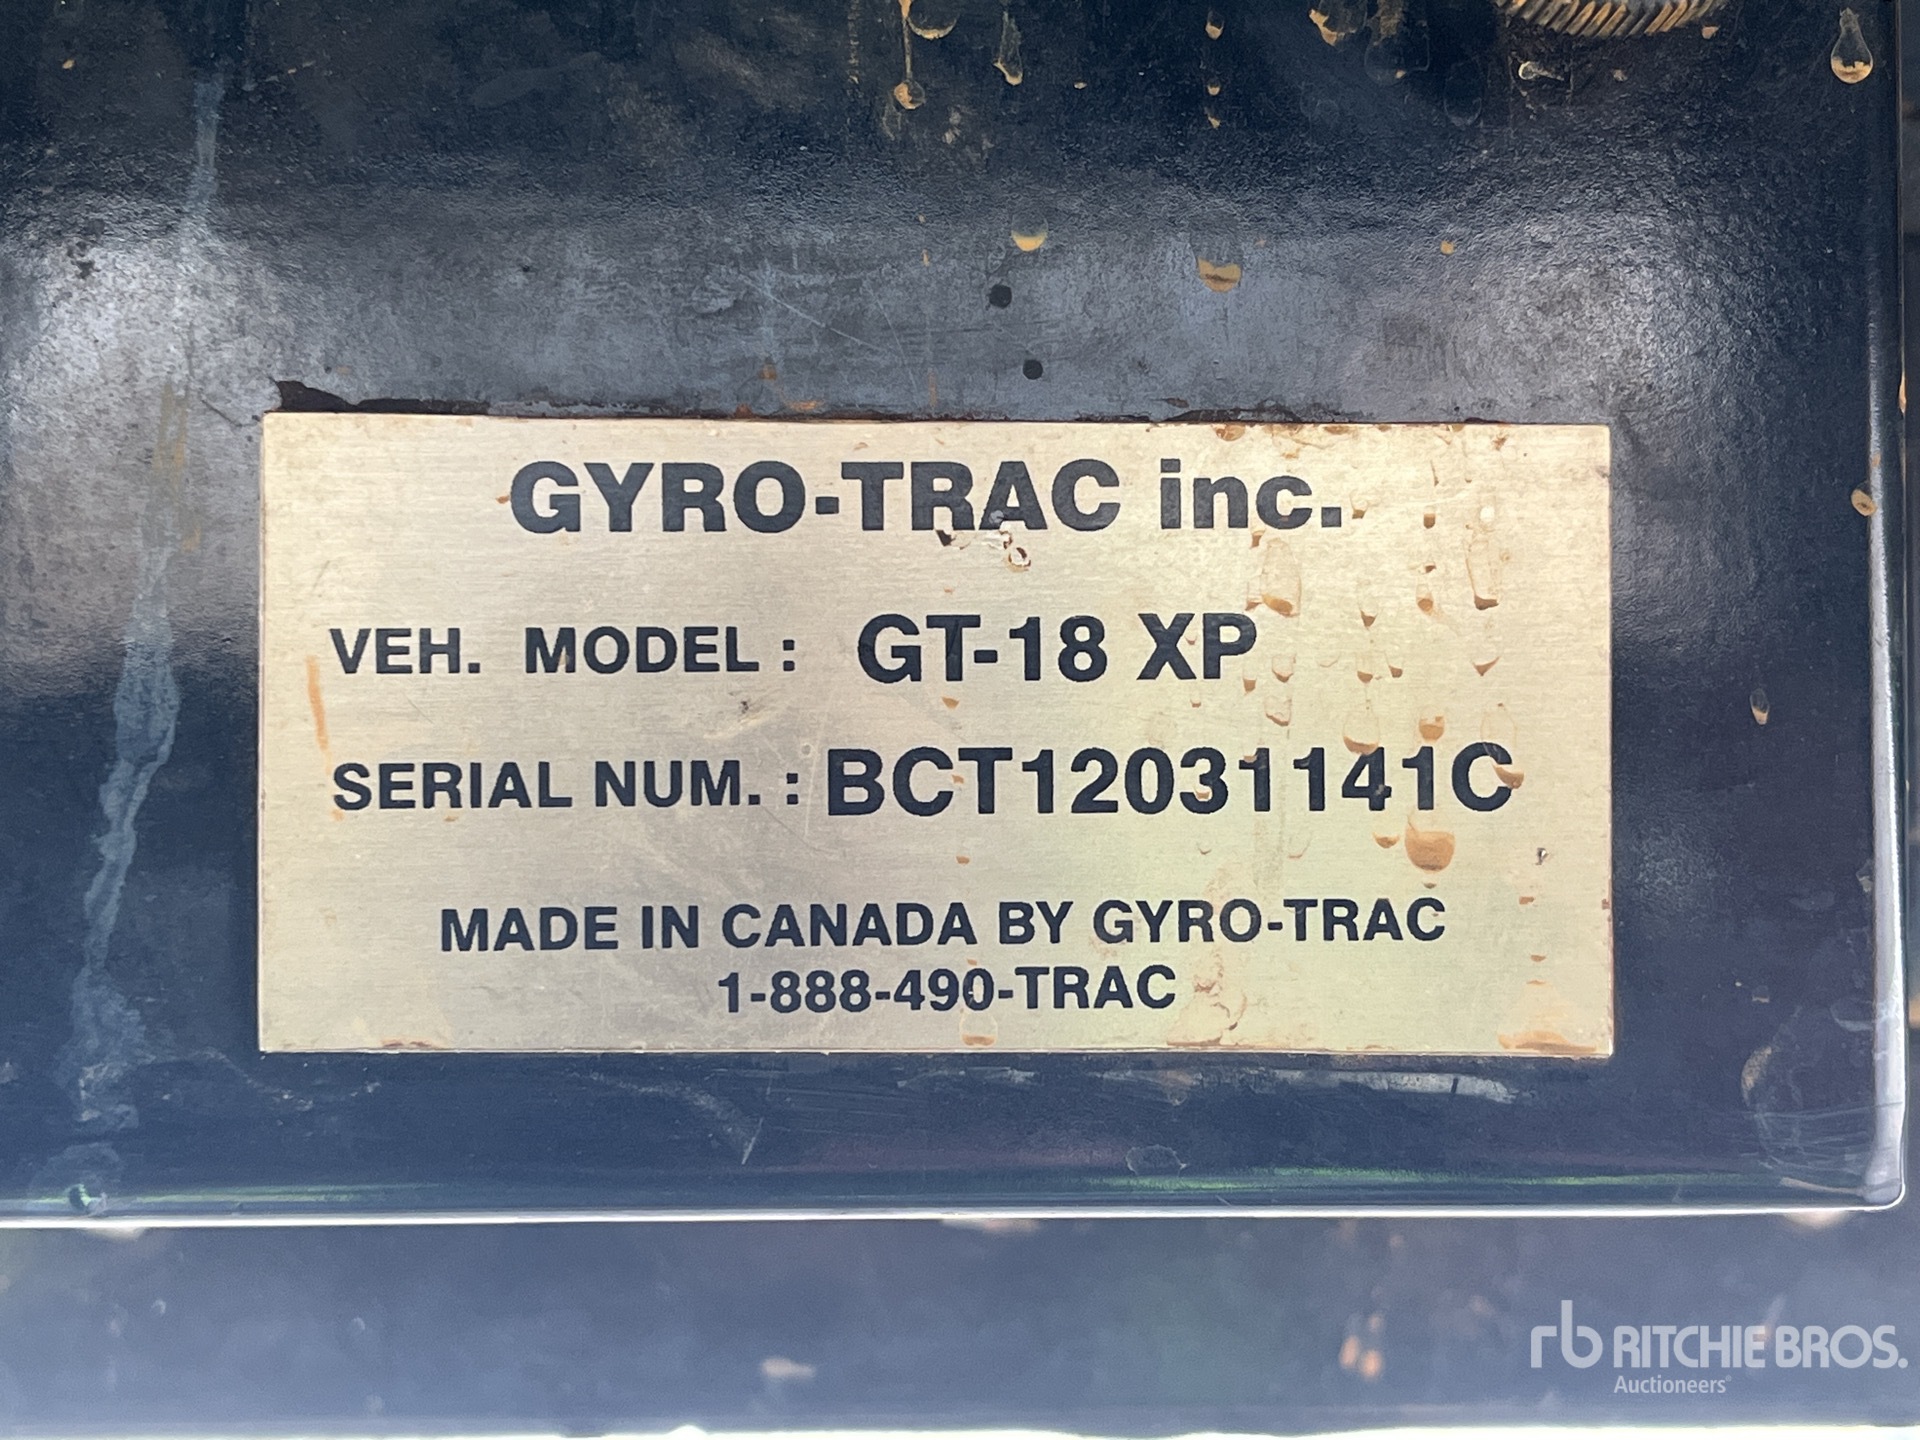 GYRO-TRAC inc.
VEH. MODEL : GT-18 XP
SERIAL NUM. : BCT12031141C
MADE IN CANADA BY GYRO-TRAC
1-888-490-TRAC
rb RITCHIE BROS.
Auctioneers